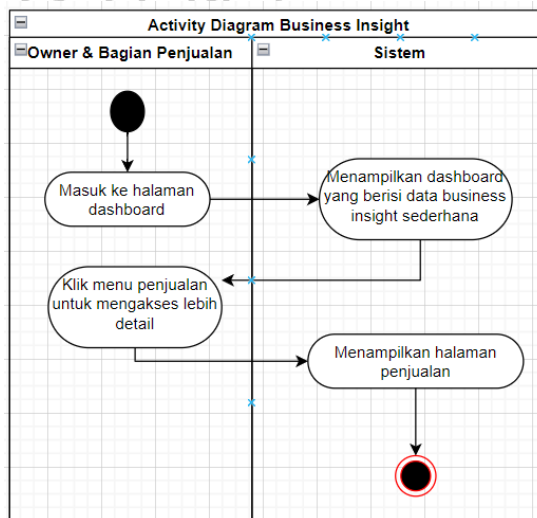 Activity Diagram Business Insight
Owner & Bagian Penjualan
Sistem
Masuk ke halaman
dashboard
Menampilkan dashboard
yang berisi data business
insight sederhana
Klik menu penjualan
untuk mengakses lebih
detail
Menampilkan halaman
penjualan